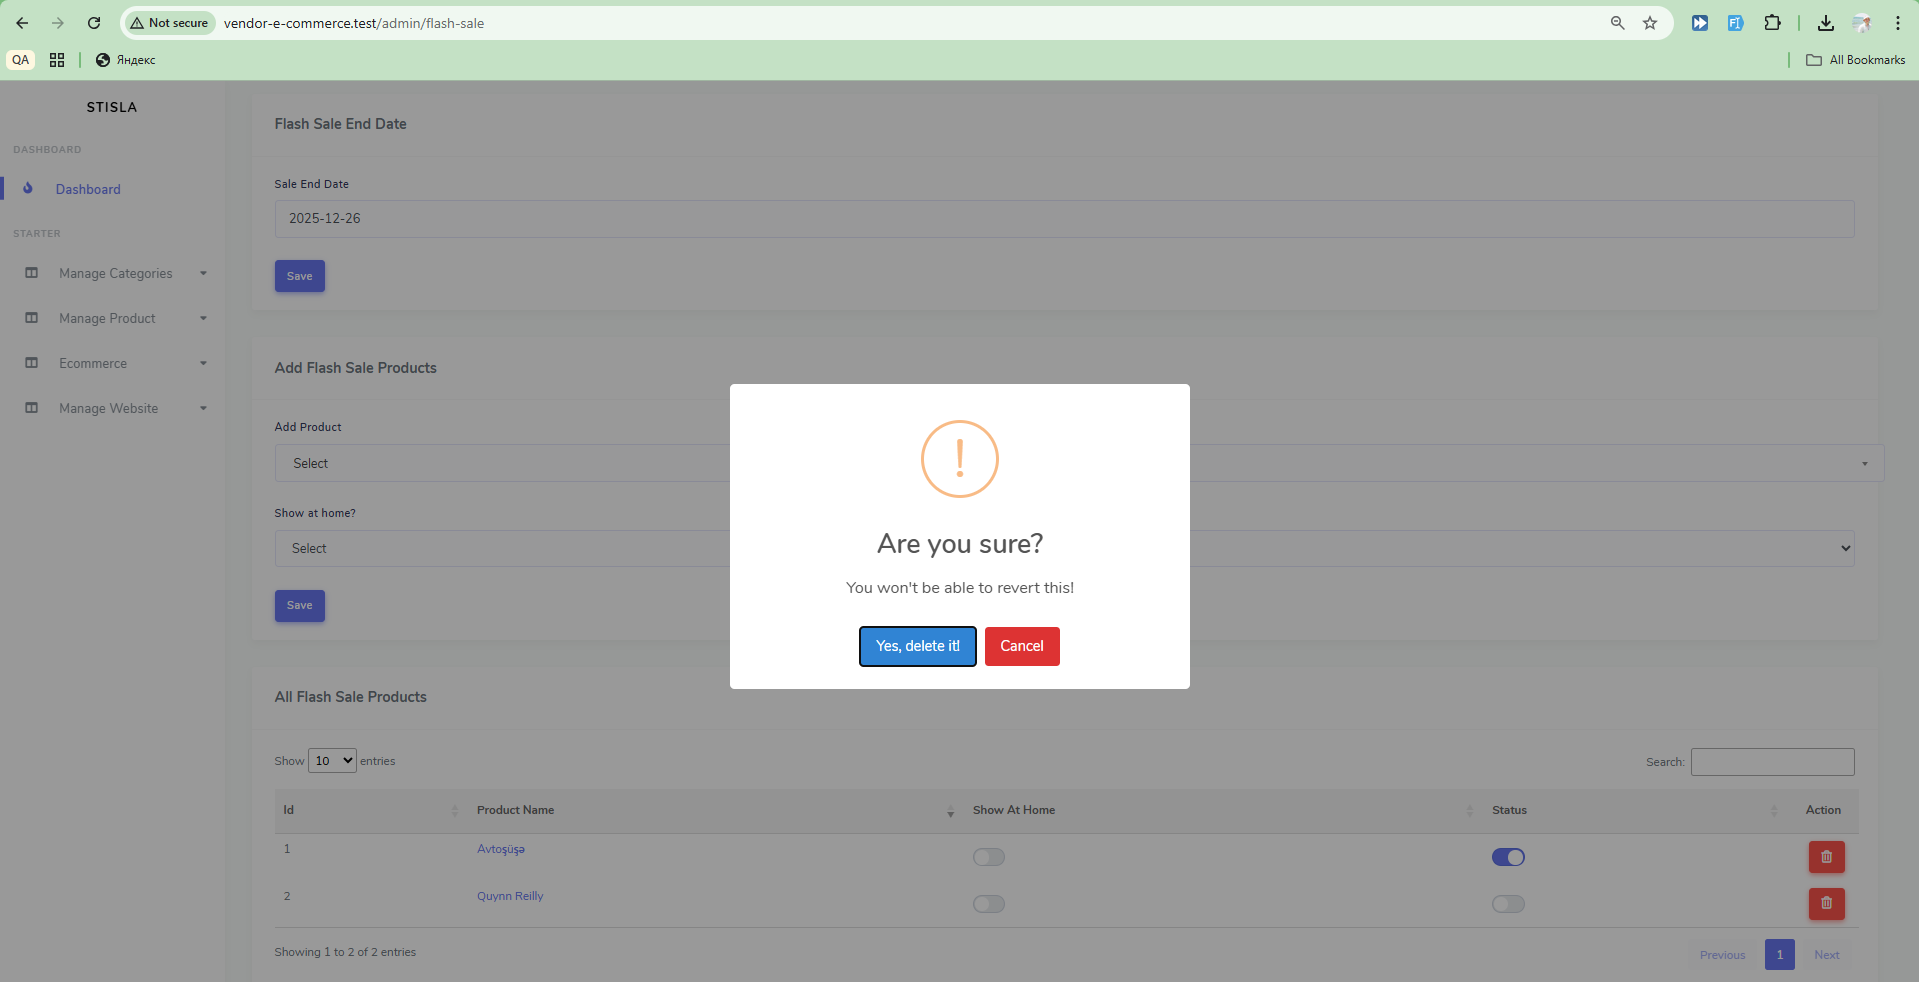 Not secure
vendor-e-commerce.test/admin/flash-sale
QA
Яндекс
All Bookmarks
STISLA
DASHBOARD
Dashboard
STARTER
Manage Categories
Manage Product
Ecommerce
Manage Website
Flash Sale End Date
Sale End Date
2025-12-26
Save
Add Flash Sale Products
Add Product
Select
Show at home?
Select
Save
Are you sure?
You won't be able to revert this!
Yes, delete it!
Cancel
All Flash Sale Products
Show 10 entries
Search:
Id Product Name Show At Home Status Action
1 Avtoşüşə
2 Quynn Reilly
Showing 1 to 2 of 2 entries
Previous 1 Next